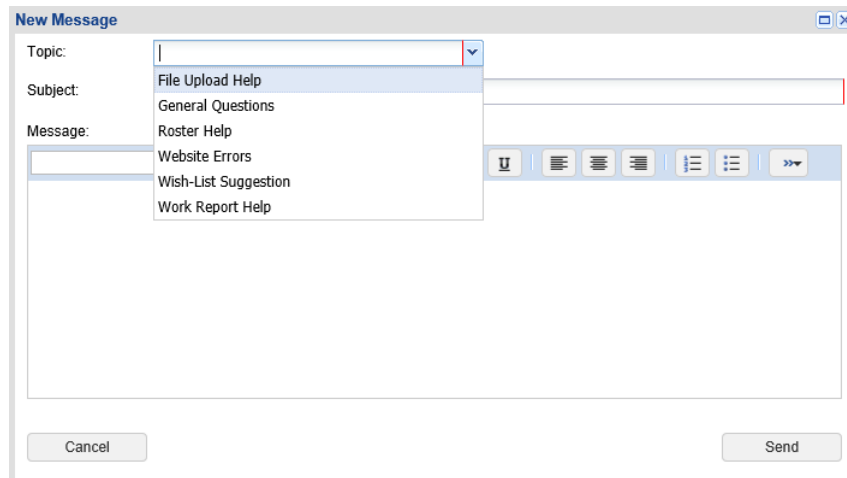 New Message
Topic:
File Upload Help
Subject:
General Questions
Roster Help
Message:
Website Errors
U
Wish-List Suggestion
Work Report Help
Cancel
Send